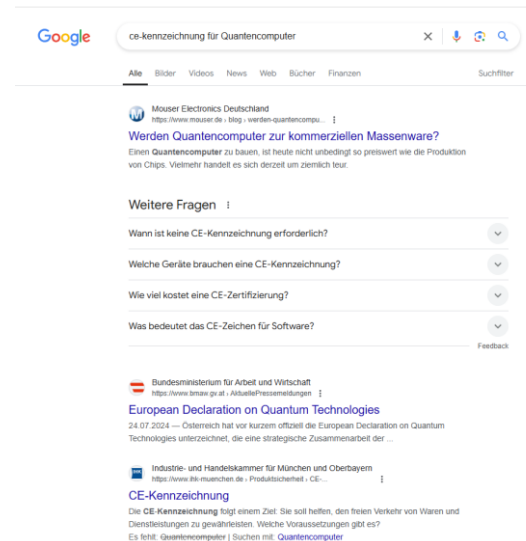 Google
ce-kennzeichnung für Quantencomputer
Alle Bilder Videos News Web Bücher Finanzen Suchfilter
Mouser Electronics Deutschland
https://www.mouser.de › blog › werden-quantencompu...
Werden Quantencomputer zur kommerziellen Massenware?
Einen Quantencomputer zu bauen, ist heute nicht unbedingt so preiswert wie die Produktion
von Chips. Vielmehr handelt es sich derzeit um ziemlich teur.
Weitere Fragen
Wann ist keine CE-Kennzeichnung erforderlich?
Welche Geräte brauchen eine CE-Kennzeichnung?
Wie viel kostet eine CE-Zertifizierung?
Was bedeutet das CE-Zeichen für Software?
Feedback
Bundesministerium für Arbeit und Wirtschaft
https://www.bmaw.gv.at › AktuellePressemeldungen
European Declaration on Quantum Technologies
24.07.2024 — Österreich hat vor kurzem offiziell die European Declaration on Quantum
Technologies unterzeichnet, die eine strategische Zusammenarbeit der ...
Industrie- und Handelskammer für München und Oberbayern
https://www.ihk-muenchen.de › Produktsicherheit › CE-...
CE-Kennzeichnung
Die CE-Kennzeichnung folgt einem Ziel: Sie soll helfen, den freien Verkehr von Waren und
Dienstleistungen zu gewährleisten. Welche Voraussetzungen gibt es?
Es fehlt: Quantencomputer | Suchen mit: Quantencomputer